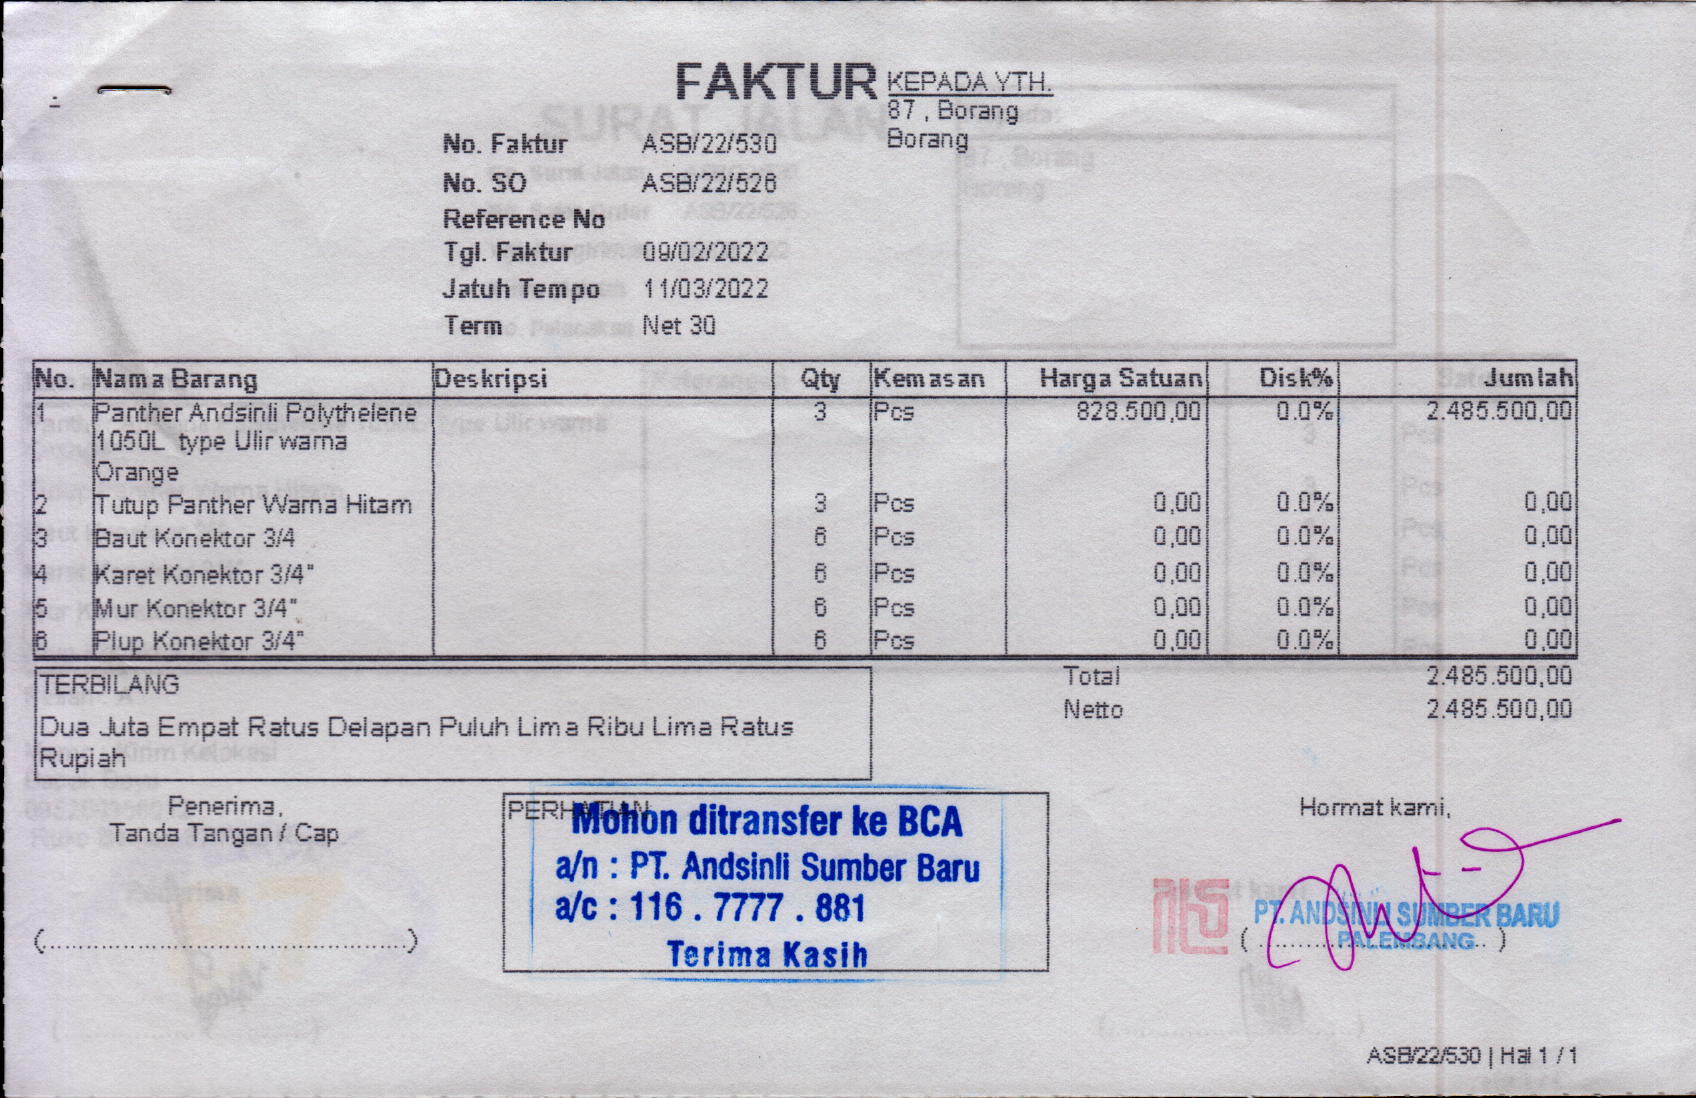 FAKTUR
KEPADA YTH.
87 , Borang
Borang
No. Faktur ASB/22/530
No. SO ASB/22/526
Reference No
Tgl. Faktur 09/02/2022
Jatuh Tempo 11/03/2022
Term Net 30
No. Nama Barang Deskripsi Qty Kemasan Harga Satuan Disk% Jumlah
1 Panther Andsinli Polythelene 3 Pcs 828.500,00 0.0% 2.485.500,00
1050L type Ulir warna
Orange
2 Tutup Panther Warna Hitam 3 Pcs 0,00 0.0% 0,00
3 Baut Konektor 3/4 6 Pcs 0,00 0.0% 0,00
4 Karet Konektor 3/4" 6 Pcs 0,00 0.0% 0,00
5 Mur Konektor 3/4" 6 Pcs 0,00 0.0% 0,00
6 Plup Konektor 3/4" 6 Pcs 0,00 0.0% 0,00
Total 2.485.500,00
Netto 2.485.500,00
TERBILANG
Dua Juta Empat Ratus Delapan Puluh Lima Ribu Lima Ratus
Rupiah
Penerima,
Tanda Tangan / Cap
(........................................)
PERHATIAN
Mohon ditransfer ke BCA
a/n : PT. Andsinli Sumber Baru
a/c : 116 . 7777 . 881
Terima Kasih
Hormat kami,
PT. ANDSINLI SUMBER BARU
PALEMBANG
ASB/22/530 | Hal 1 / 1